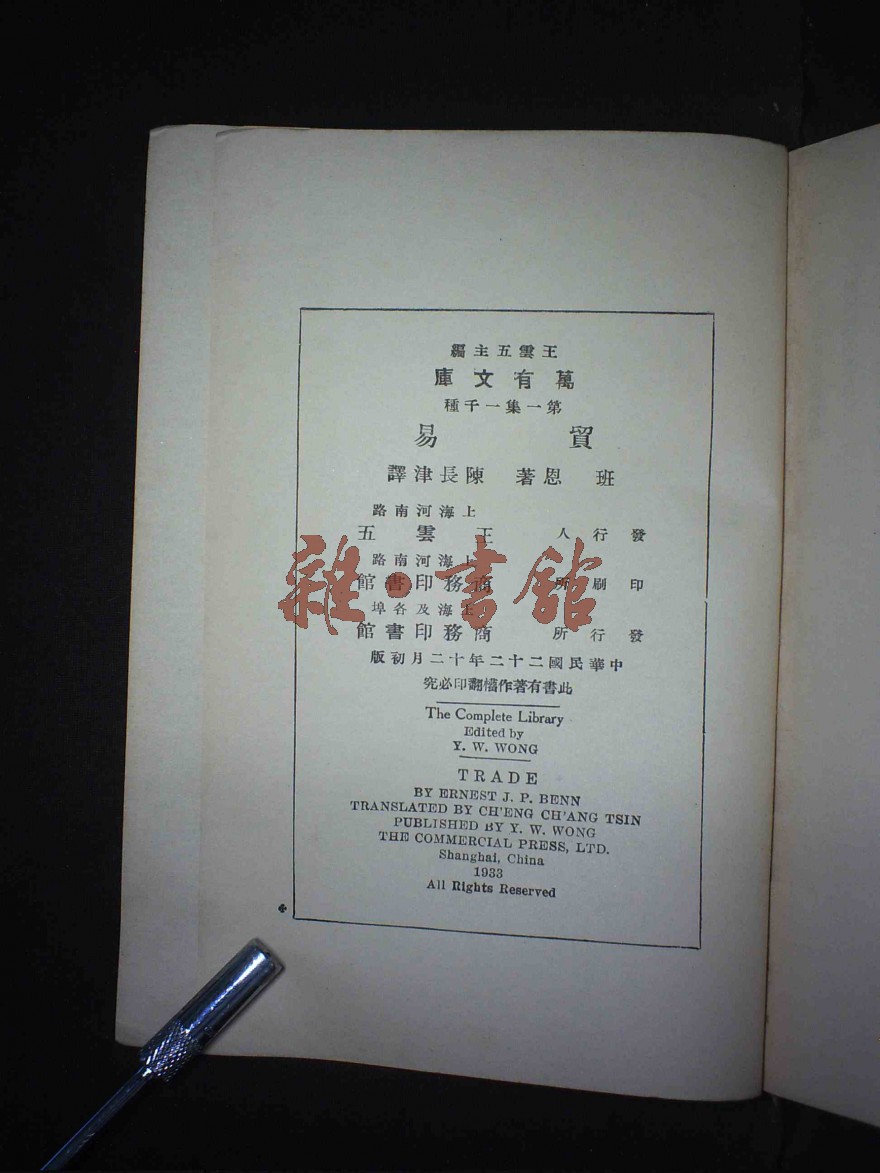 王雲五主編
萬有文庫
第一集一千種
貿易
班恩著 陳長津譯
上海河南路
發行人 王雲五
上海河南路
印刷所 商務印書館
上海及各埠
發行所 商務印書館
中華民國二十二年十二月初版
此書有著作權翻印必究
The Complete Library
Edited by
Y. W. WONG
TRADE
BY ERNEST J. P. BENN
TRANSLATED BY CH'ENG CH'ANG TSIN
PUBLISHED BY Y. W. WONG
THE COMMERCIAL PRESS, LTD.
Shanghai, China
1933
All Rights Reserved
雜·書館